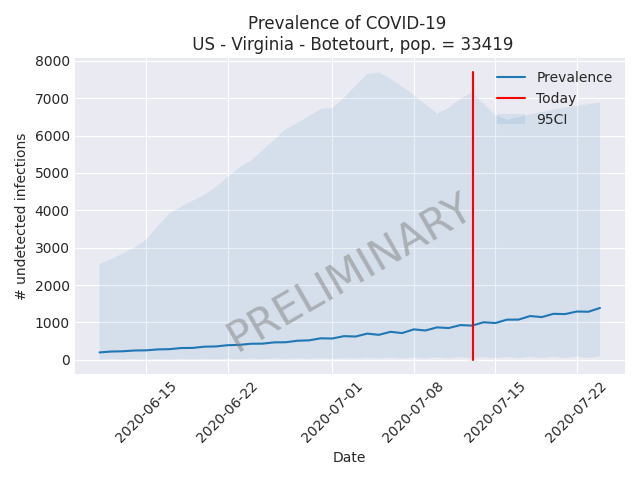 Prevalence of COVID-19
US - Virginia - Botetourt, pop. = 33419
8000
7000
6000
5000
4000
3000
2000
1000
0
# undetected infections
Prevalence
Today
95CI
PRELIMINARY
2020-06-15
2020-06-22
2020-07-01
2020-07-08
2020-07-15
2020-07-22
Date